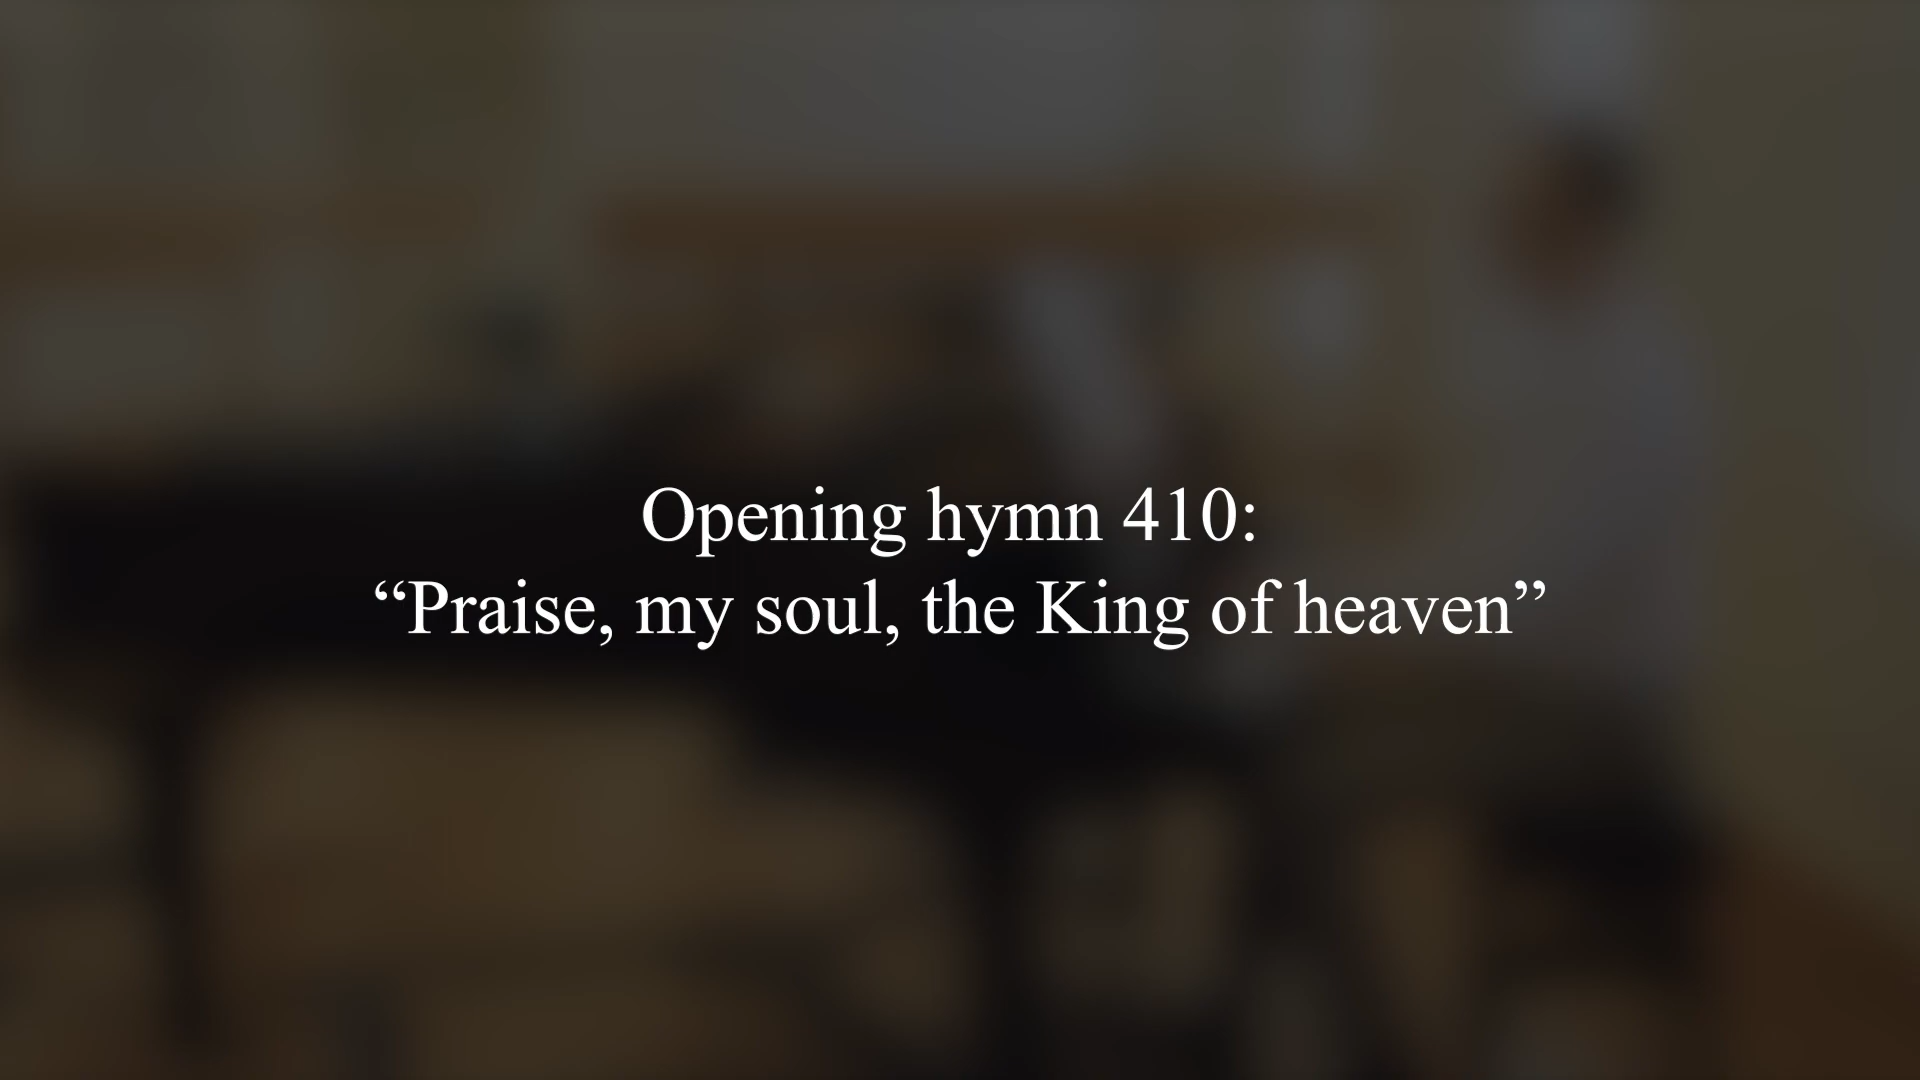 Opening hymn 410:
“Praise, my soul, the King of heaven”